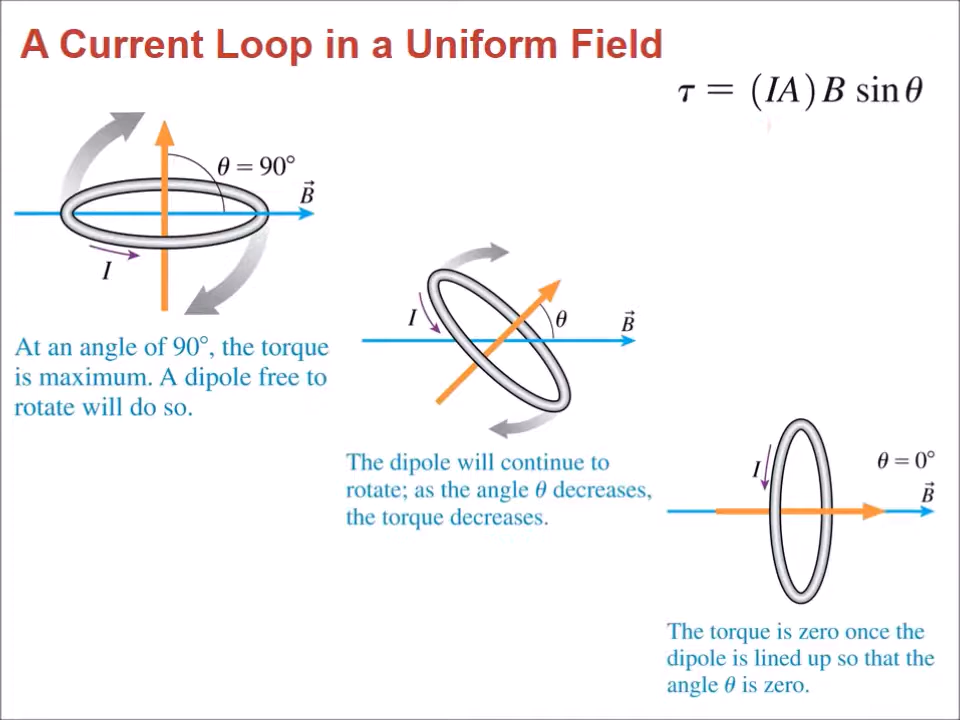 A Current Loop in a Uniform Field
τ = (IA)B sin θ
θ = 90°
B⃗
I
At an angle of 90°, the torque
is maximum. A dipole free to
rotate will do so.
I
θ
B⃗
The dipole will continue to
rotate; as the angle θ decreases,
the torque decreases.
I
θ = 0°
B⃗
The torque is zero once the
dipole is lined up so that the
angle θ is zero.